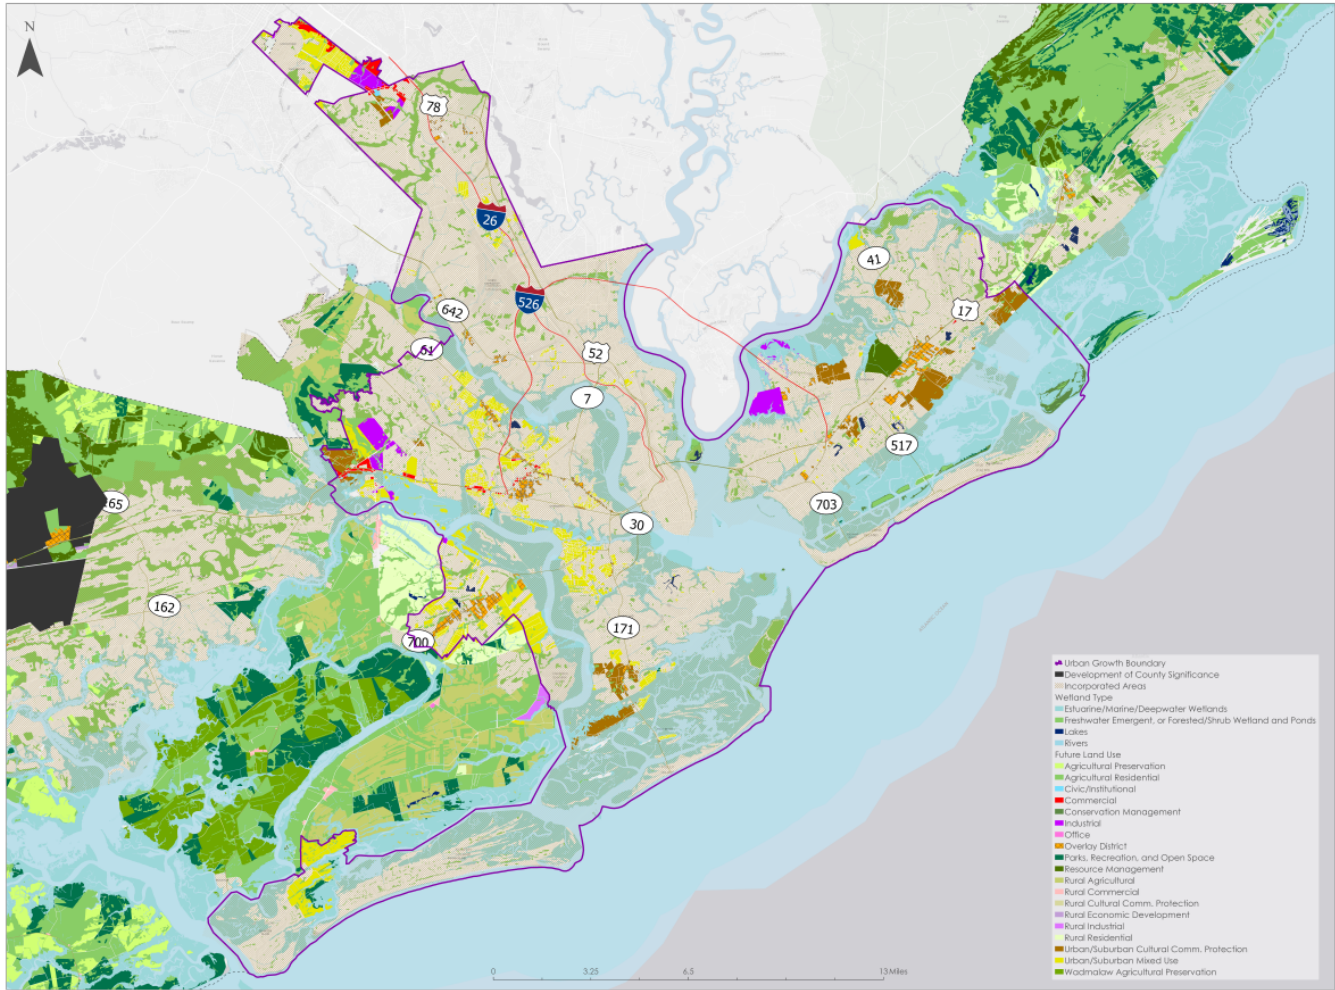 N
78
26
41
526
17
642
61
52
7
517
165
703
30
162
171
700
Urban Growth Boundary
Development of County Significance
Incorporated Areas
Wetland Type
Estuarine/Marine/Deepwater Wetlands
Freshwater Emergent, or Forested/Shrub Wetland and Ponds
Lakes
Rivers
Future Land Use
Agricultural Preservation
Agricultural Residential
Civic/Institutional
Commercial
Conservation Management
Industrial
Office
Overlay District
Parks, Recreation, and Open Space
Resource Management
Rural Agricultural
Rural Commercial
Rural Cultural Comm. Protection
Rural Economic Development
Rural Industrial
Rural Residential
Urban/Suburban Cultural Comm. Protection
Urban/Suburban Mixed Use
Wadmalaw Agricultural Preservation
0 3.25 6.5 13 Miles